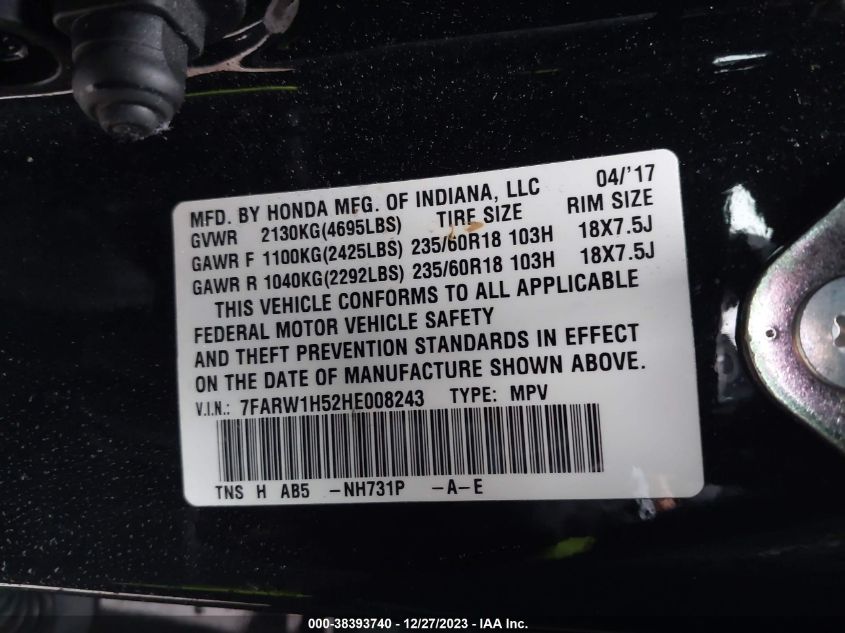 MFD. BY HONDA MFG. OF INDIANA, LLC 04/'17
GVWR 2130KG(4695LBS) TIRE SIZE RIM SIZE
GAWR F 1100KG(2425LBS) 235/60R18 103H 18X7.5J
GAWR R 1040KG(2292LBS) 235/60R18 103H 18X7.5J
THIS VEHICLE CONFORMS TO ALL APPLICABLE
FEDERAL MOTOR VEHICLE SAFETY
AND THEFT PREVENTION STANDARDS IN EFFECT
ON THE DATE OF MANUFACTURE SHOWN ABOVE.
V.I.N.: 7FARW1H52HE008243 TYPE: MPV
TNS H AB5 -NH731P -A-E
000-38393740 - 12/27/2023 - IAA Inc.